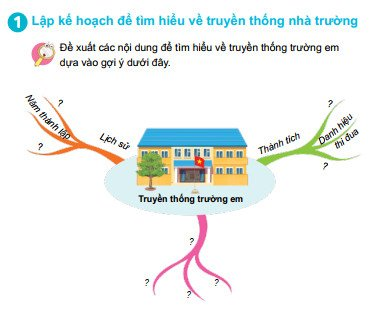 1 Lập kế hoạch để tìm hiểu về truyền thống nhà trường
Đề xuất các nội dung để tìm hiểu về truyền thống trường em
dựa vào gợi ý dưới đây.
?
Năm thành lập
?
Lịch sử
Thành tích
?
Danh hiệu
thi đua
?
Truyền thống trường em
?
?
?
?